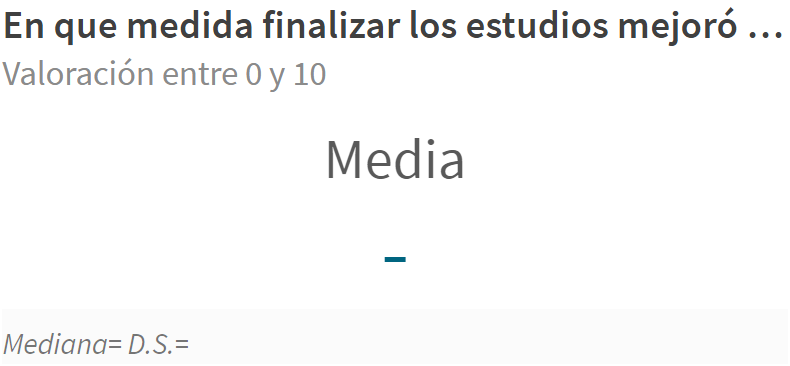 En que medida finalizar los estudios mejoró ...
Valoración entre 0 y 10
Media
–
Mediana= D.S.=